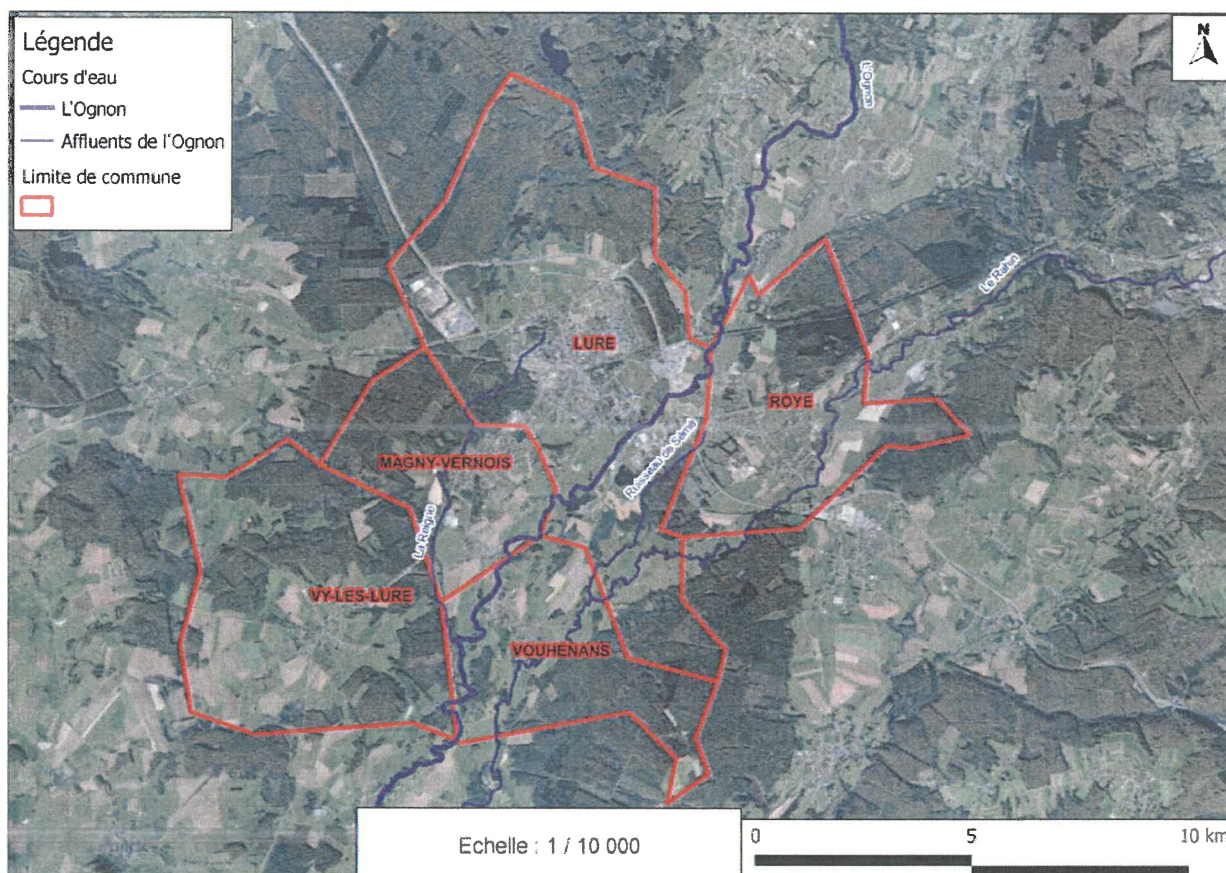 Légende
Cours d'eau
L'Ognon
Affluents de l'Ognon
Limite de commune
N
L'Ognon
Le Rahin
LURE
ROYE
Ruisseau de Same
MAGNY-VERNOIS
La Reigne
VY-LES-LURE
VOUHENANS
Echelle : 1 / 10 000
0 5 10 km